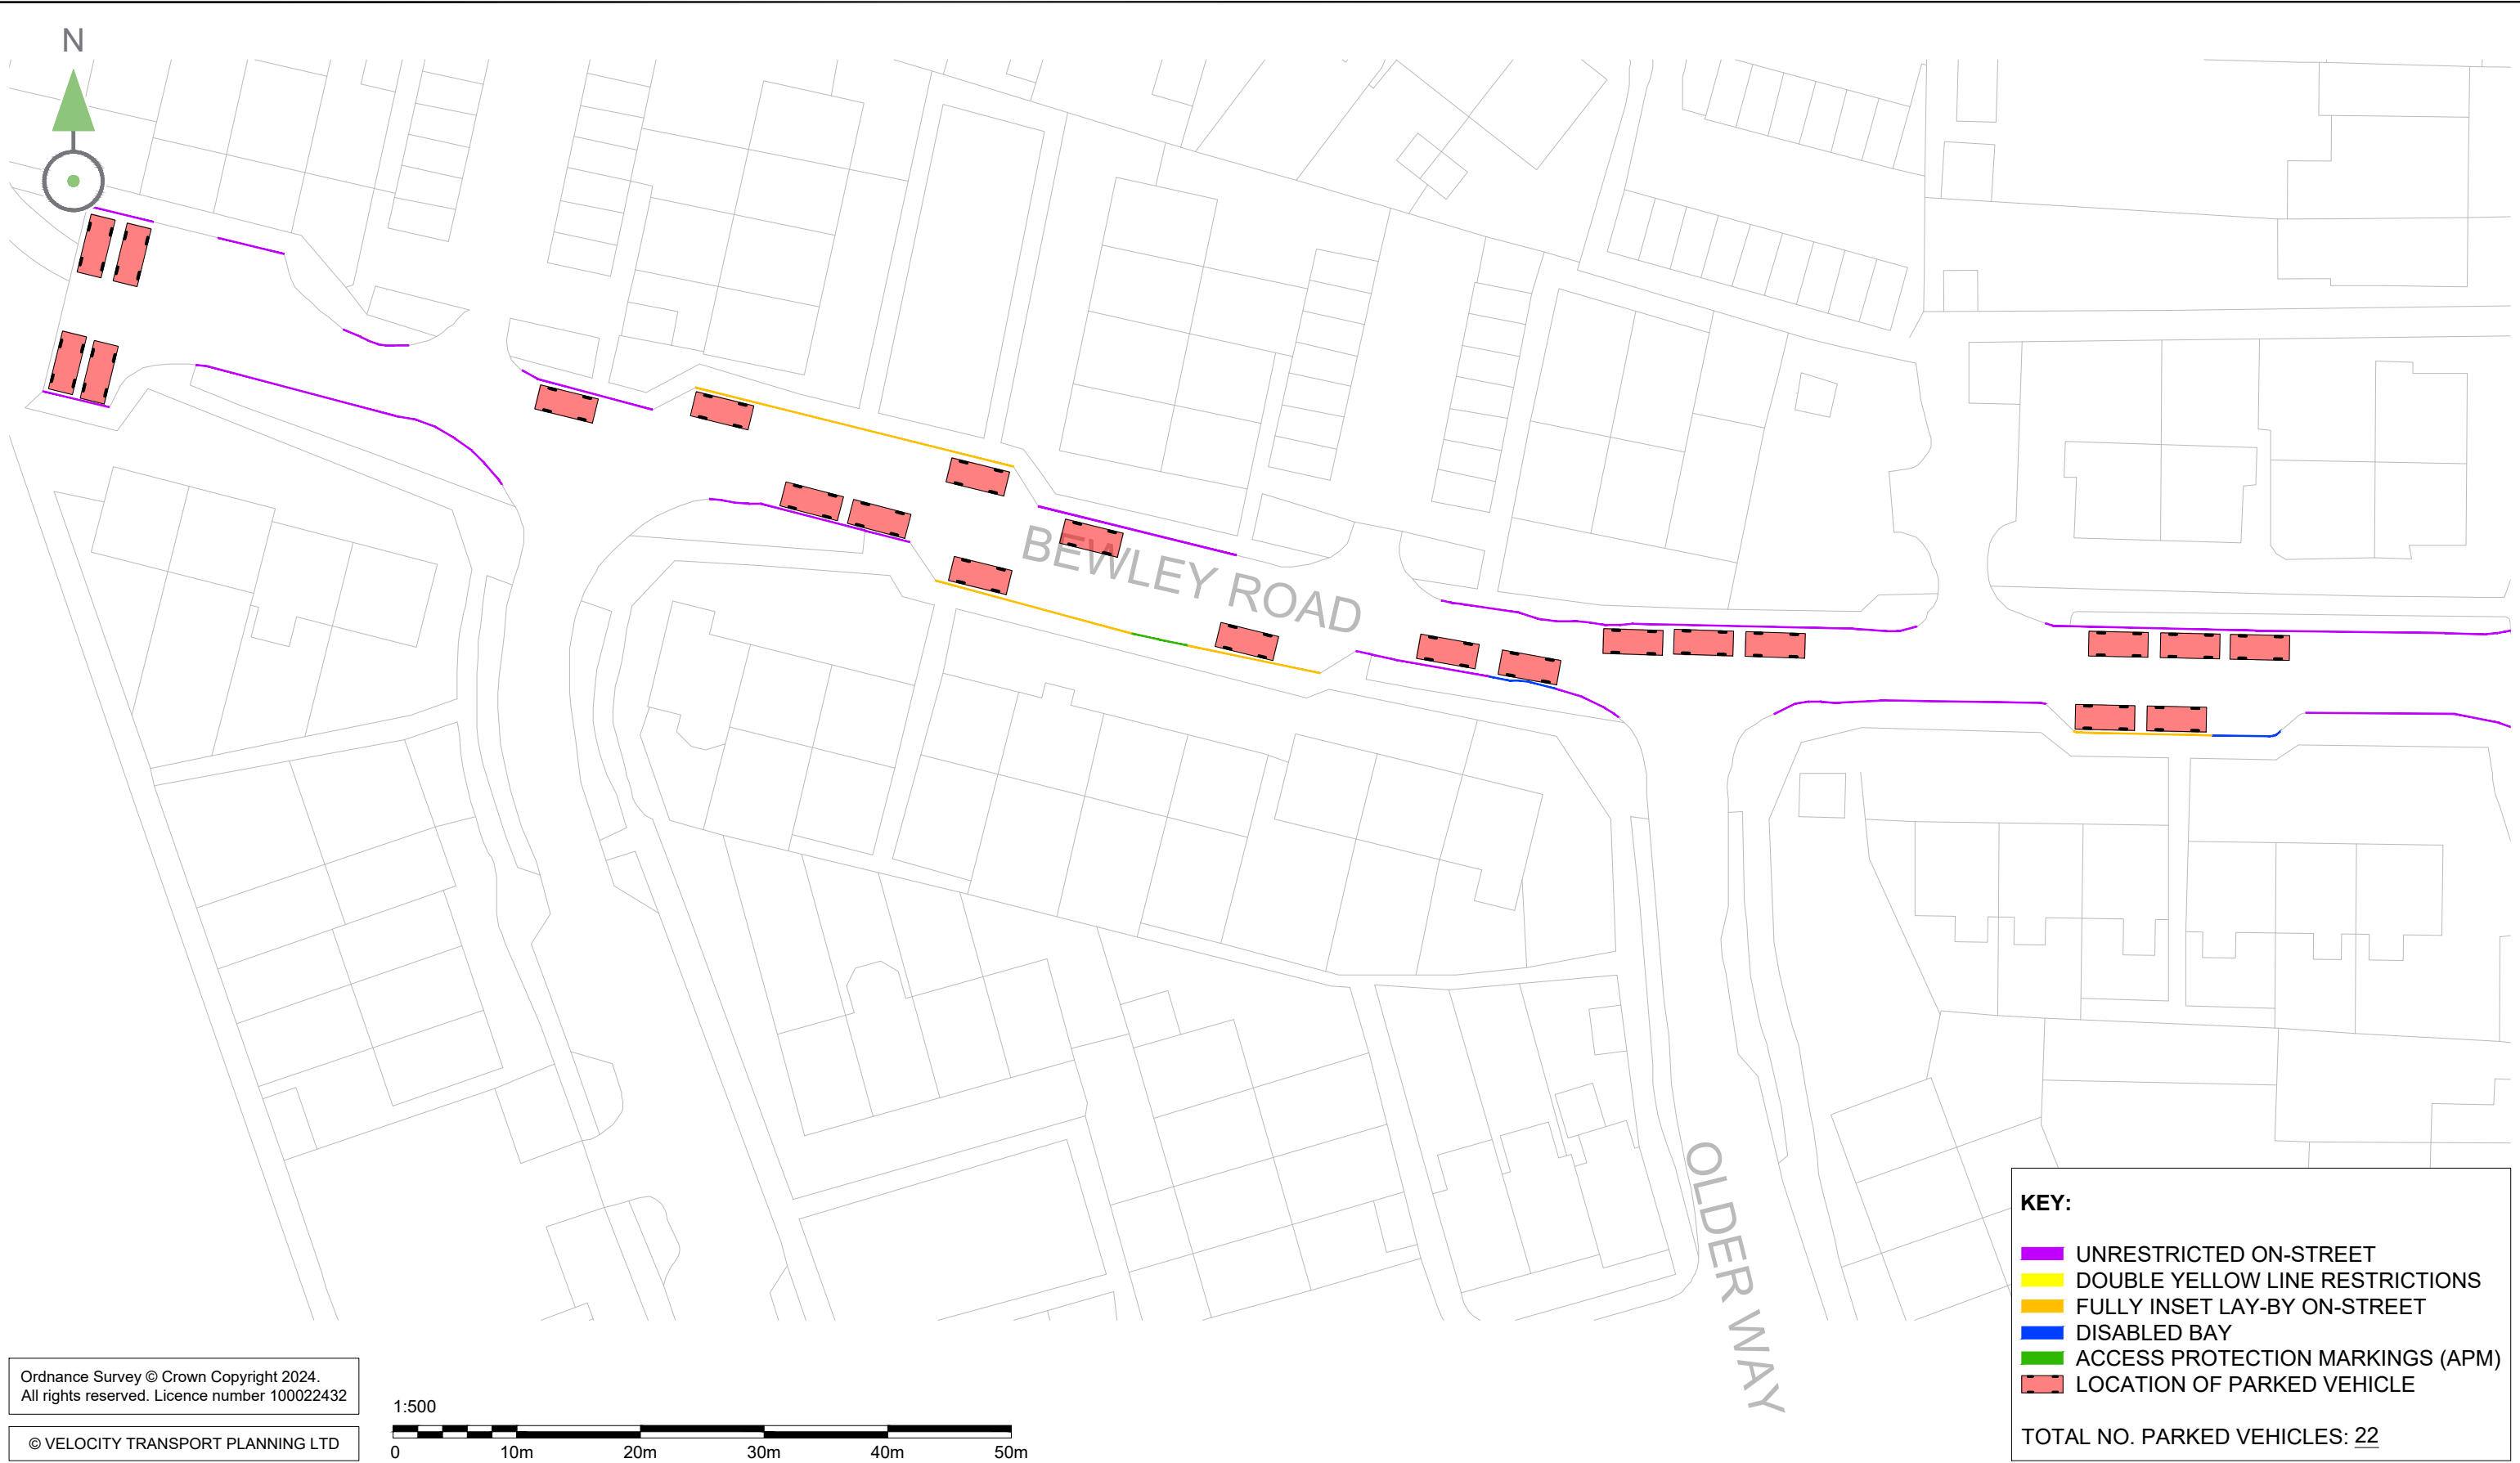 N
BEWLEY ROAD
OLDER WAY
KEY:
UNRESTRICTED ON-STREET
DOUBLE YELLOW LINE RESTRICTIONS
FULLY INSET LAY-BY ON-STREET
DISABLED BAY
ACCESS PROTECTION MARKINGS (APM)
LOCATION OF PARKED VEHICLE
TOTAL NO. PARKED VEHICLES: 22
Ordnance Survey © Crown Copyright 2024.
All rights reserved. Licence number 100022432
© VELOCITY TRANSPORT PLANNING LTD
1:500
0 10m 20m 30m 40m 50m